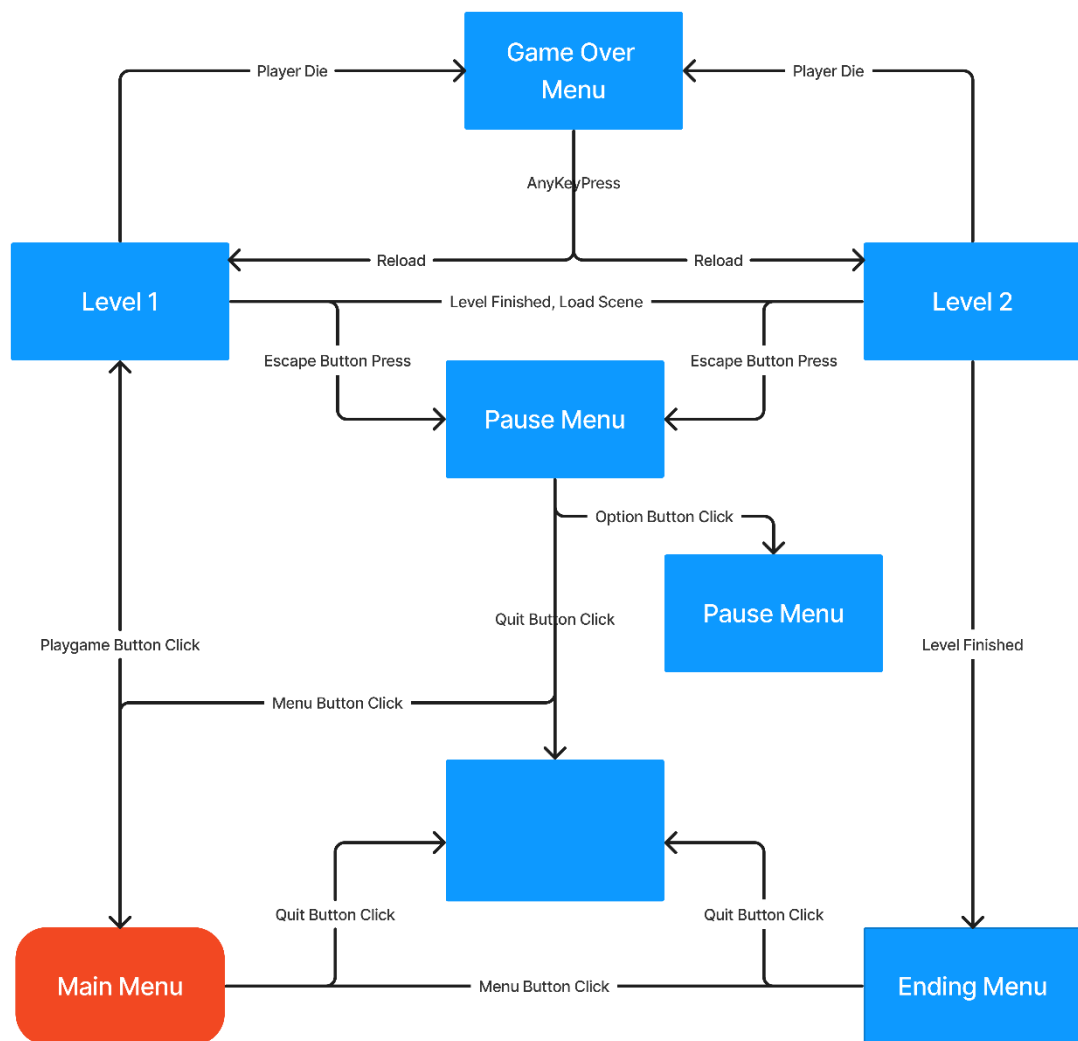 Game Over
Menu
Player Die
Player Die
AnyKeyPress
Reload
Reload
Level 1
Level Finished, Load Scene
Level 2
Escape Button Press
Escape Button Press
Pause Menu
Option Button Click
Pause Menu
Quit Button Click
Playgame Button Click
Level Finished
Menu Button Click
Quit Button Click
Quit Button Click
Main Menu
Menu Button Click
Ending Menu